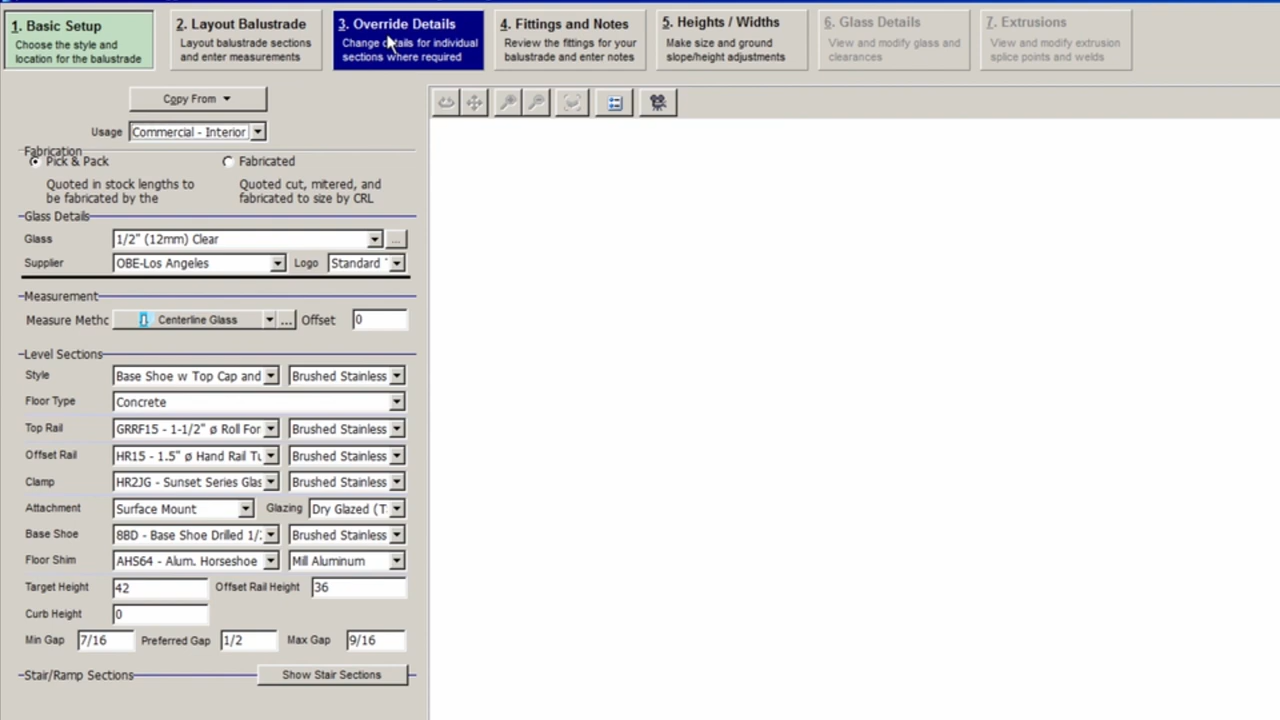 1. Basic Setup
Choose the style and
location for the balustrade
2. Layout Balustrade
Layout balustrade sections
and enter measurements
3. Override Details
Change details for individual
sections where required
4. Fittings and Notes
Review the fittings for your
balustrade and enter notes
5. Heights / Widths
Make size and ground
slope/height adjustments
6. Glass Details
View and modify glass and
clearances
7. Extrusions
View and modify extrusion
splice points and welds
Copy From
Usage Commercial - Interior
Fabrication
Pick & Pack Fabricated
Quoted in stock lengths to
be fabricated by the
Quoted cut, mitered, and
fabricated to size by CRL
Glass Details
Glass 1/2" (12mm) Clear ...
Supplier OBE-Los Angeles Logo Standard
Measurement
Measure Methc Centerline Glass ... Offset 0
Level Sections
Style Base Shoe w Top Cap and Brushed Stainless
Floor Type Concrete
Top Rail GRRF15 - 1-1/2" ø Roll For Brushed Stainless
Offset Rail HR15 - 1.5" ø Hand Rail Tu Brushed Stainless
Clamp HR2JG - Sunset Series Glas Brushed Stainless
Attachment Surface Mount Glazing Dry Glazed (T
Base Shoe 8BD - Base Shoe Drilled 1/2 Brushed Stainless
Floor Shim AHS64 - Alum. Horseshoe Mill Aluminum
Target Height 42 Offset Rail Height 36
Curb Height 0
Min Gap 7/16 Preferred Gap 1/2 Max Gap 9/16
Stair/Ramp Sections Show Stair Sections